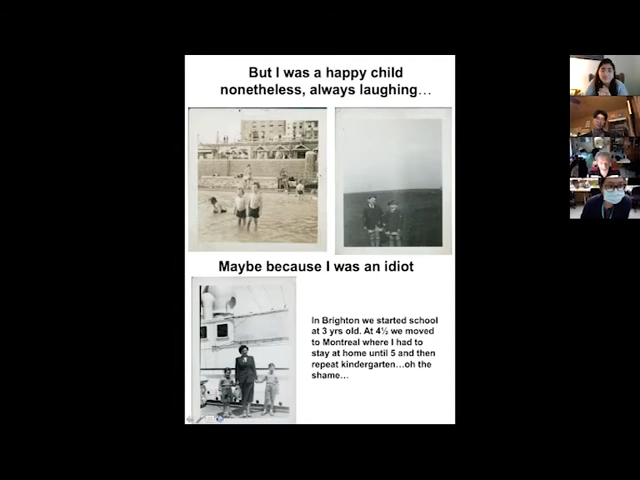 But I was a happy child
nonetheless, always laughing…
Maybe because I was an idiot
In Brighton we started school
at 3 yrs old. At 4½ we moved
to Montreal where I had to
stay at home until 5 and then
repeat kindergarten…oh the
shame…